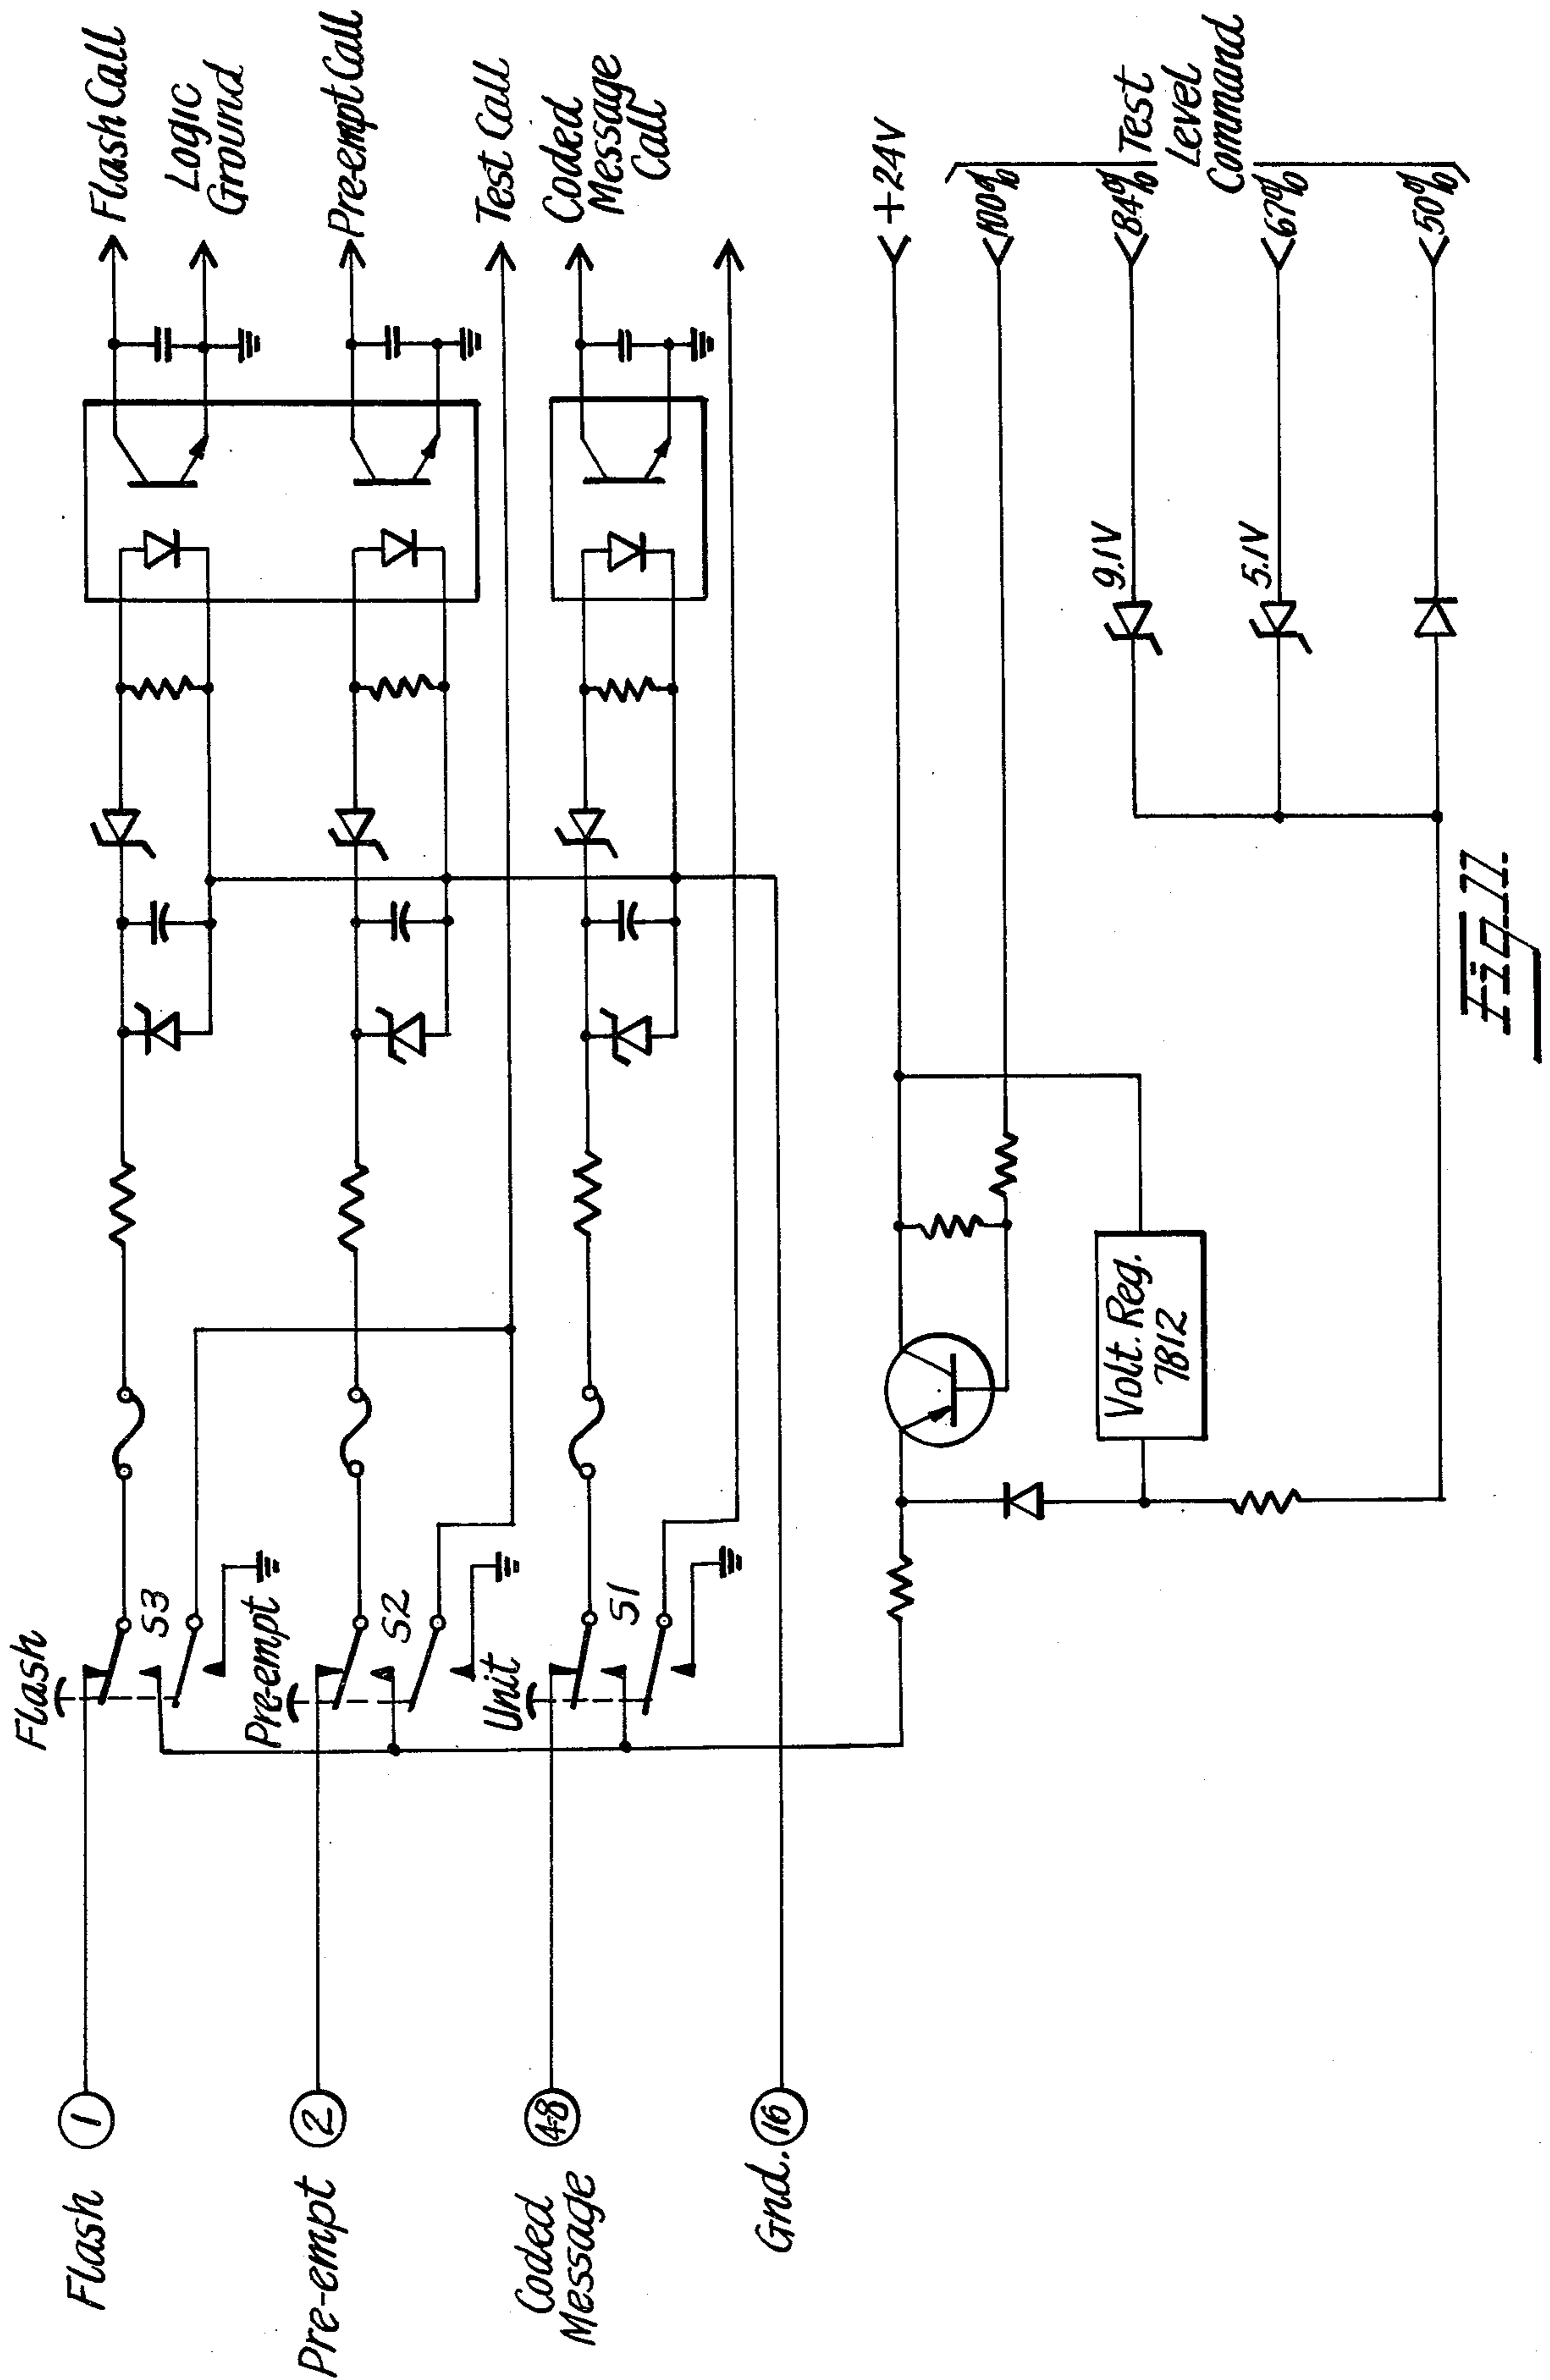 Flash
①
Pre-empt
②
Coded
Message
④-8
Gnd.
⑯
Flash
S3
Pre-empt
S2
Unit
S1
Flash Call
Logic
Ground
Pre-empt Call
Test Call
Coded
Message
Call
+24V
100%
84%
67%
50%
Test
Level
Command
9.1V
5.1V
Volt. Reg.
7812
Fig. 11.